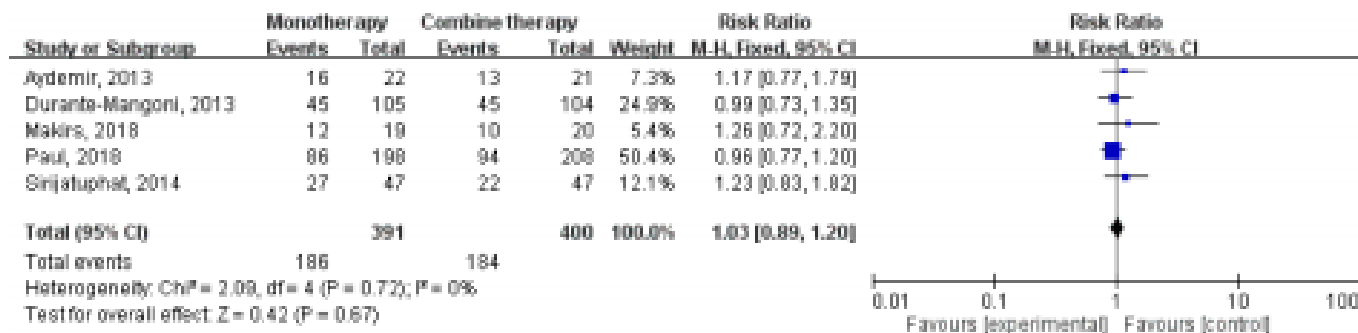 Monotherapy Combine therapy Risk Ratio Risk Ratio
Study or Subgroup Events Total Events Total Weight M-H, Fixed, 95% CI M-H, Fixed, 95% CI
Aydemir, 2013 16 22 13 21 7.3% 1.17 [0.77, 1.79]
Durante-Mangoni, 2013 45 105 45 104 24.9% 0.99 [0.73, 1.35]
Makirs, 2018 12 19 10 20 5.4% 1.26 [0.72, 2.20]
Paul, 2018 86 198 94 208 50.4% 0.96 [0.77, 1.20]
Sirijatuphat, 2014 27 47 22 47 12.1% 1.23 [0.83, 1.82]
Total (95% CI) 391 400 100.0% 1.03 [0.89, 1.20]
Total events 186 184
Heterogeneity: Chi² = 2.09, df = 4 (P = 0.72); I² = 0%
Test for overall effect: Z = 0.42 (P = 0.67)
0.01 0.1 1 10 100
Favours [experimental] Favours [control]